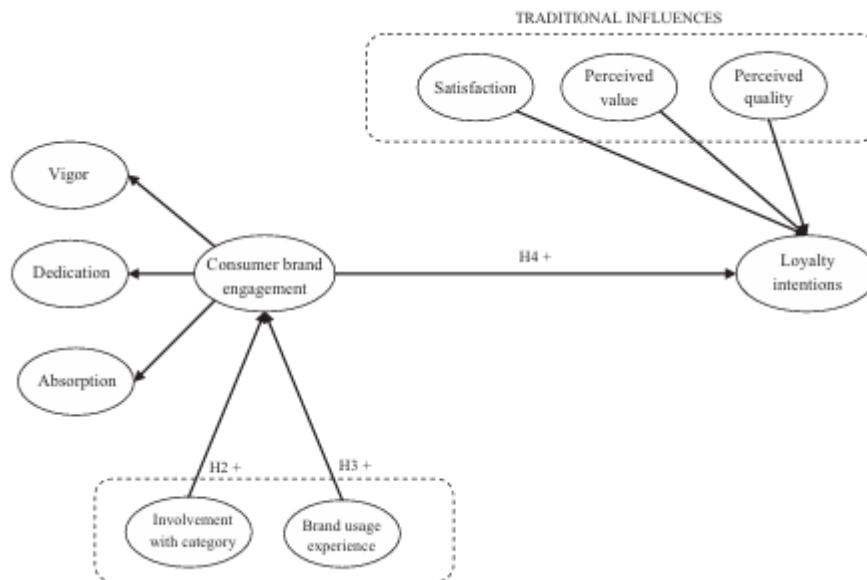 TRADITIONAL INFLUENCES
Satisfaction
Perceived
value
Perceived
quality
Vigor
Dedication
Consumer brand
engagement
H4 +
Loyalty
intentions
Absorption
H2 +
H3 +
Involvement
with category
Brand usage
experience